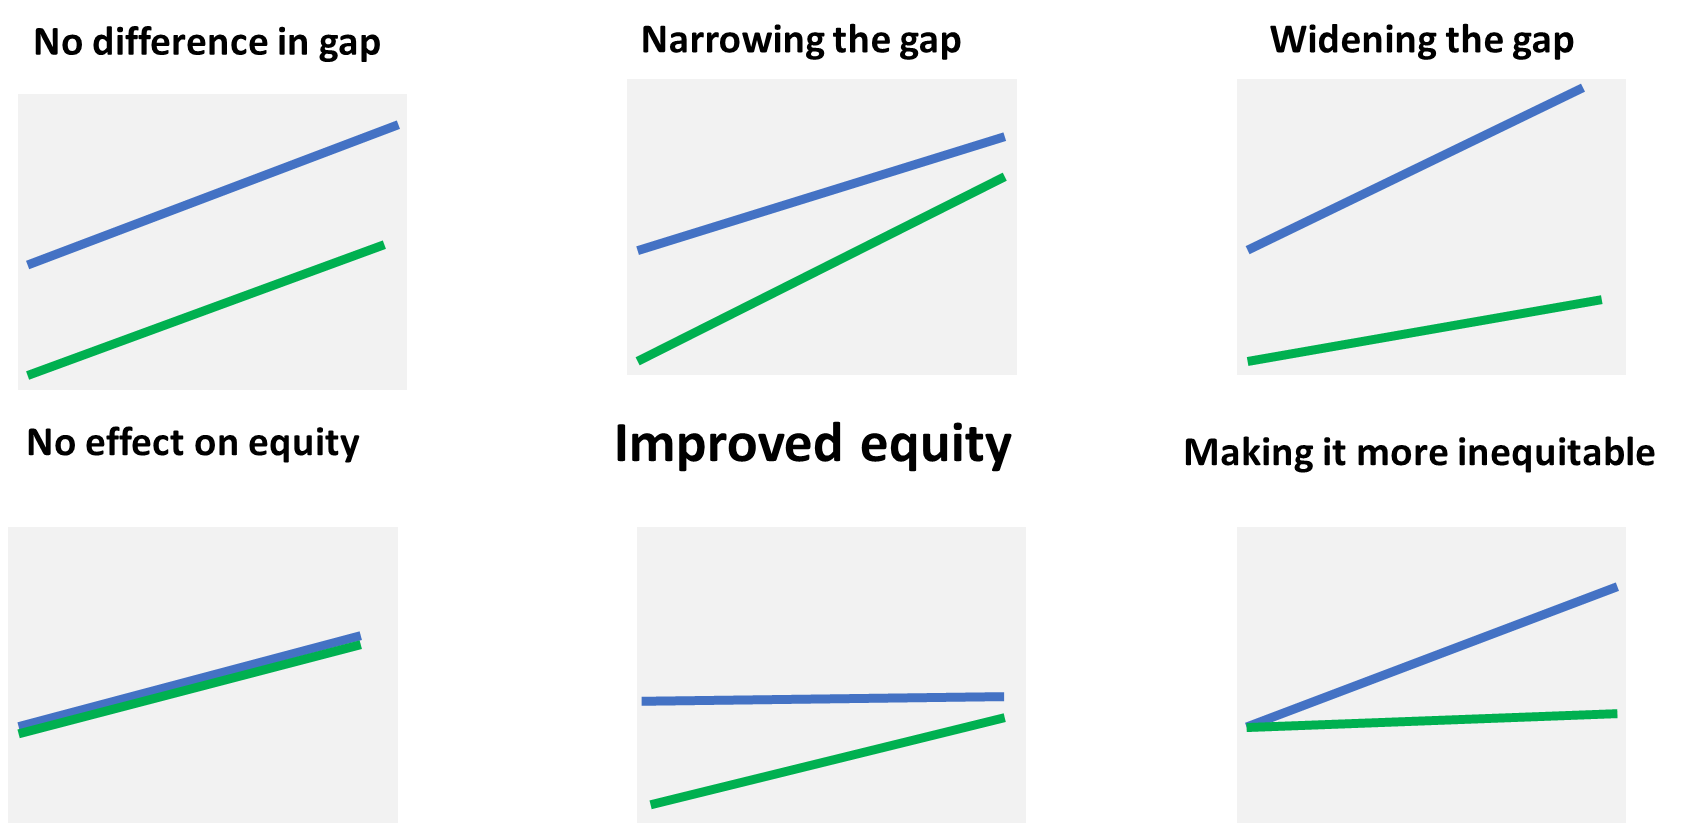 No difference in gap
Narrowing the gap
Widening the gap
No effect on equity
Improved equity
Making it more inequitable